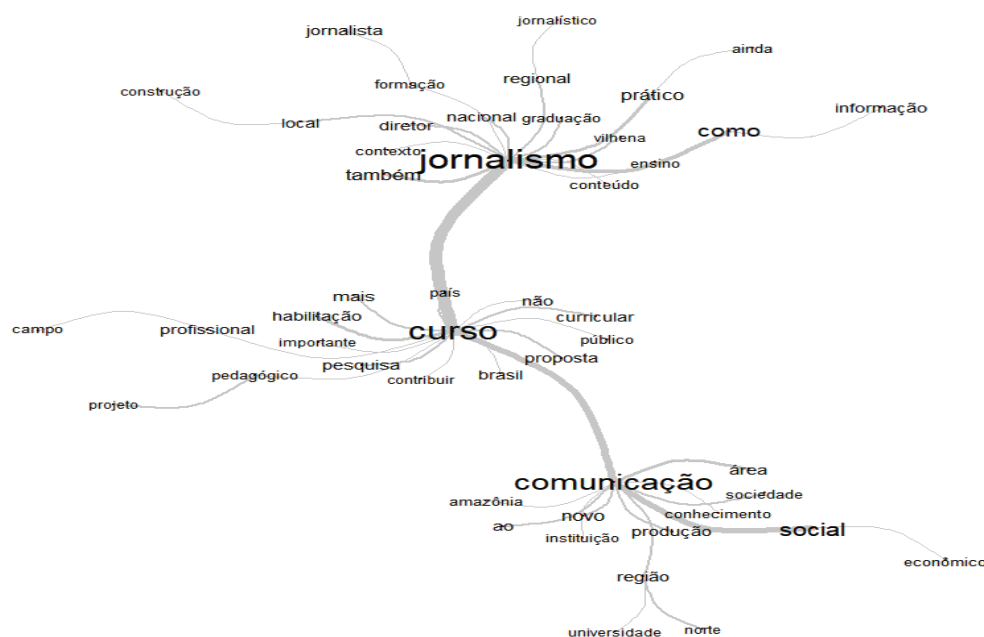 jornalístico
jornalista
ainda
regional
formação
prático
construção
informação
nacional
graduação
local
diretor
como
vilhena
contexto
jornalismo
ensino
também
conteúdo
país
mais
não
habilitação
curricular
campo
profissional
curso
importante
público
pesquisa
proposta
pedagógico
contribuir
brasil
projeto
área
comunicação
sociedade
amazônia
conhecimento
novo
ao
produção
social
instituição
econômico
região
universidade
norte